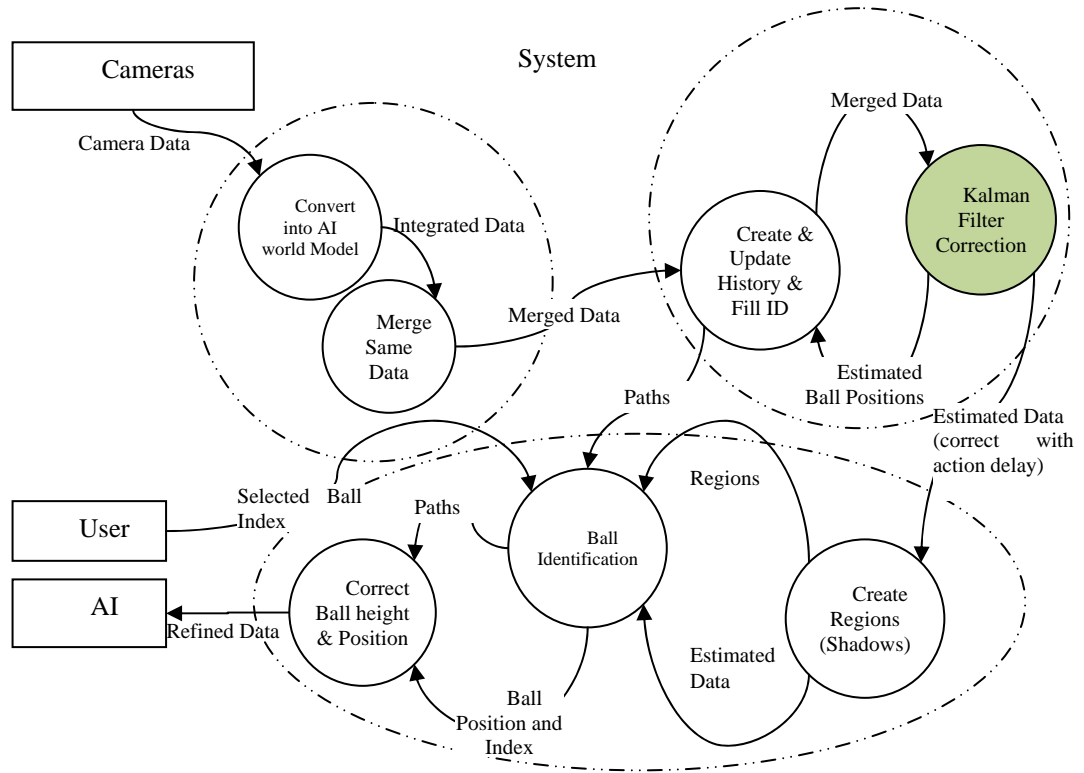 System
Cameras
Camera Data
Convert
into AI
world Model
Integrated Data
Merge
Same
Data
Merged Data
Create &
Update
History &
Fill ID
Merged Data
Kalman
Filter
Correction
Estimated
Ball Positions
Estimated Data
(correct with
action delay)
Paths
Selected Ball
Index
User
AI
Refined Data
Paths
Correct
Ball height
& Position
Ball
Identification
Regions
Create
Regions
(Shadows)
Estimated
Data
Ball
Position and
Index